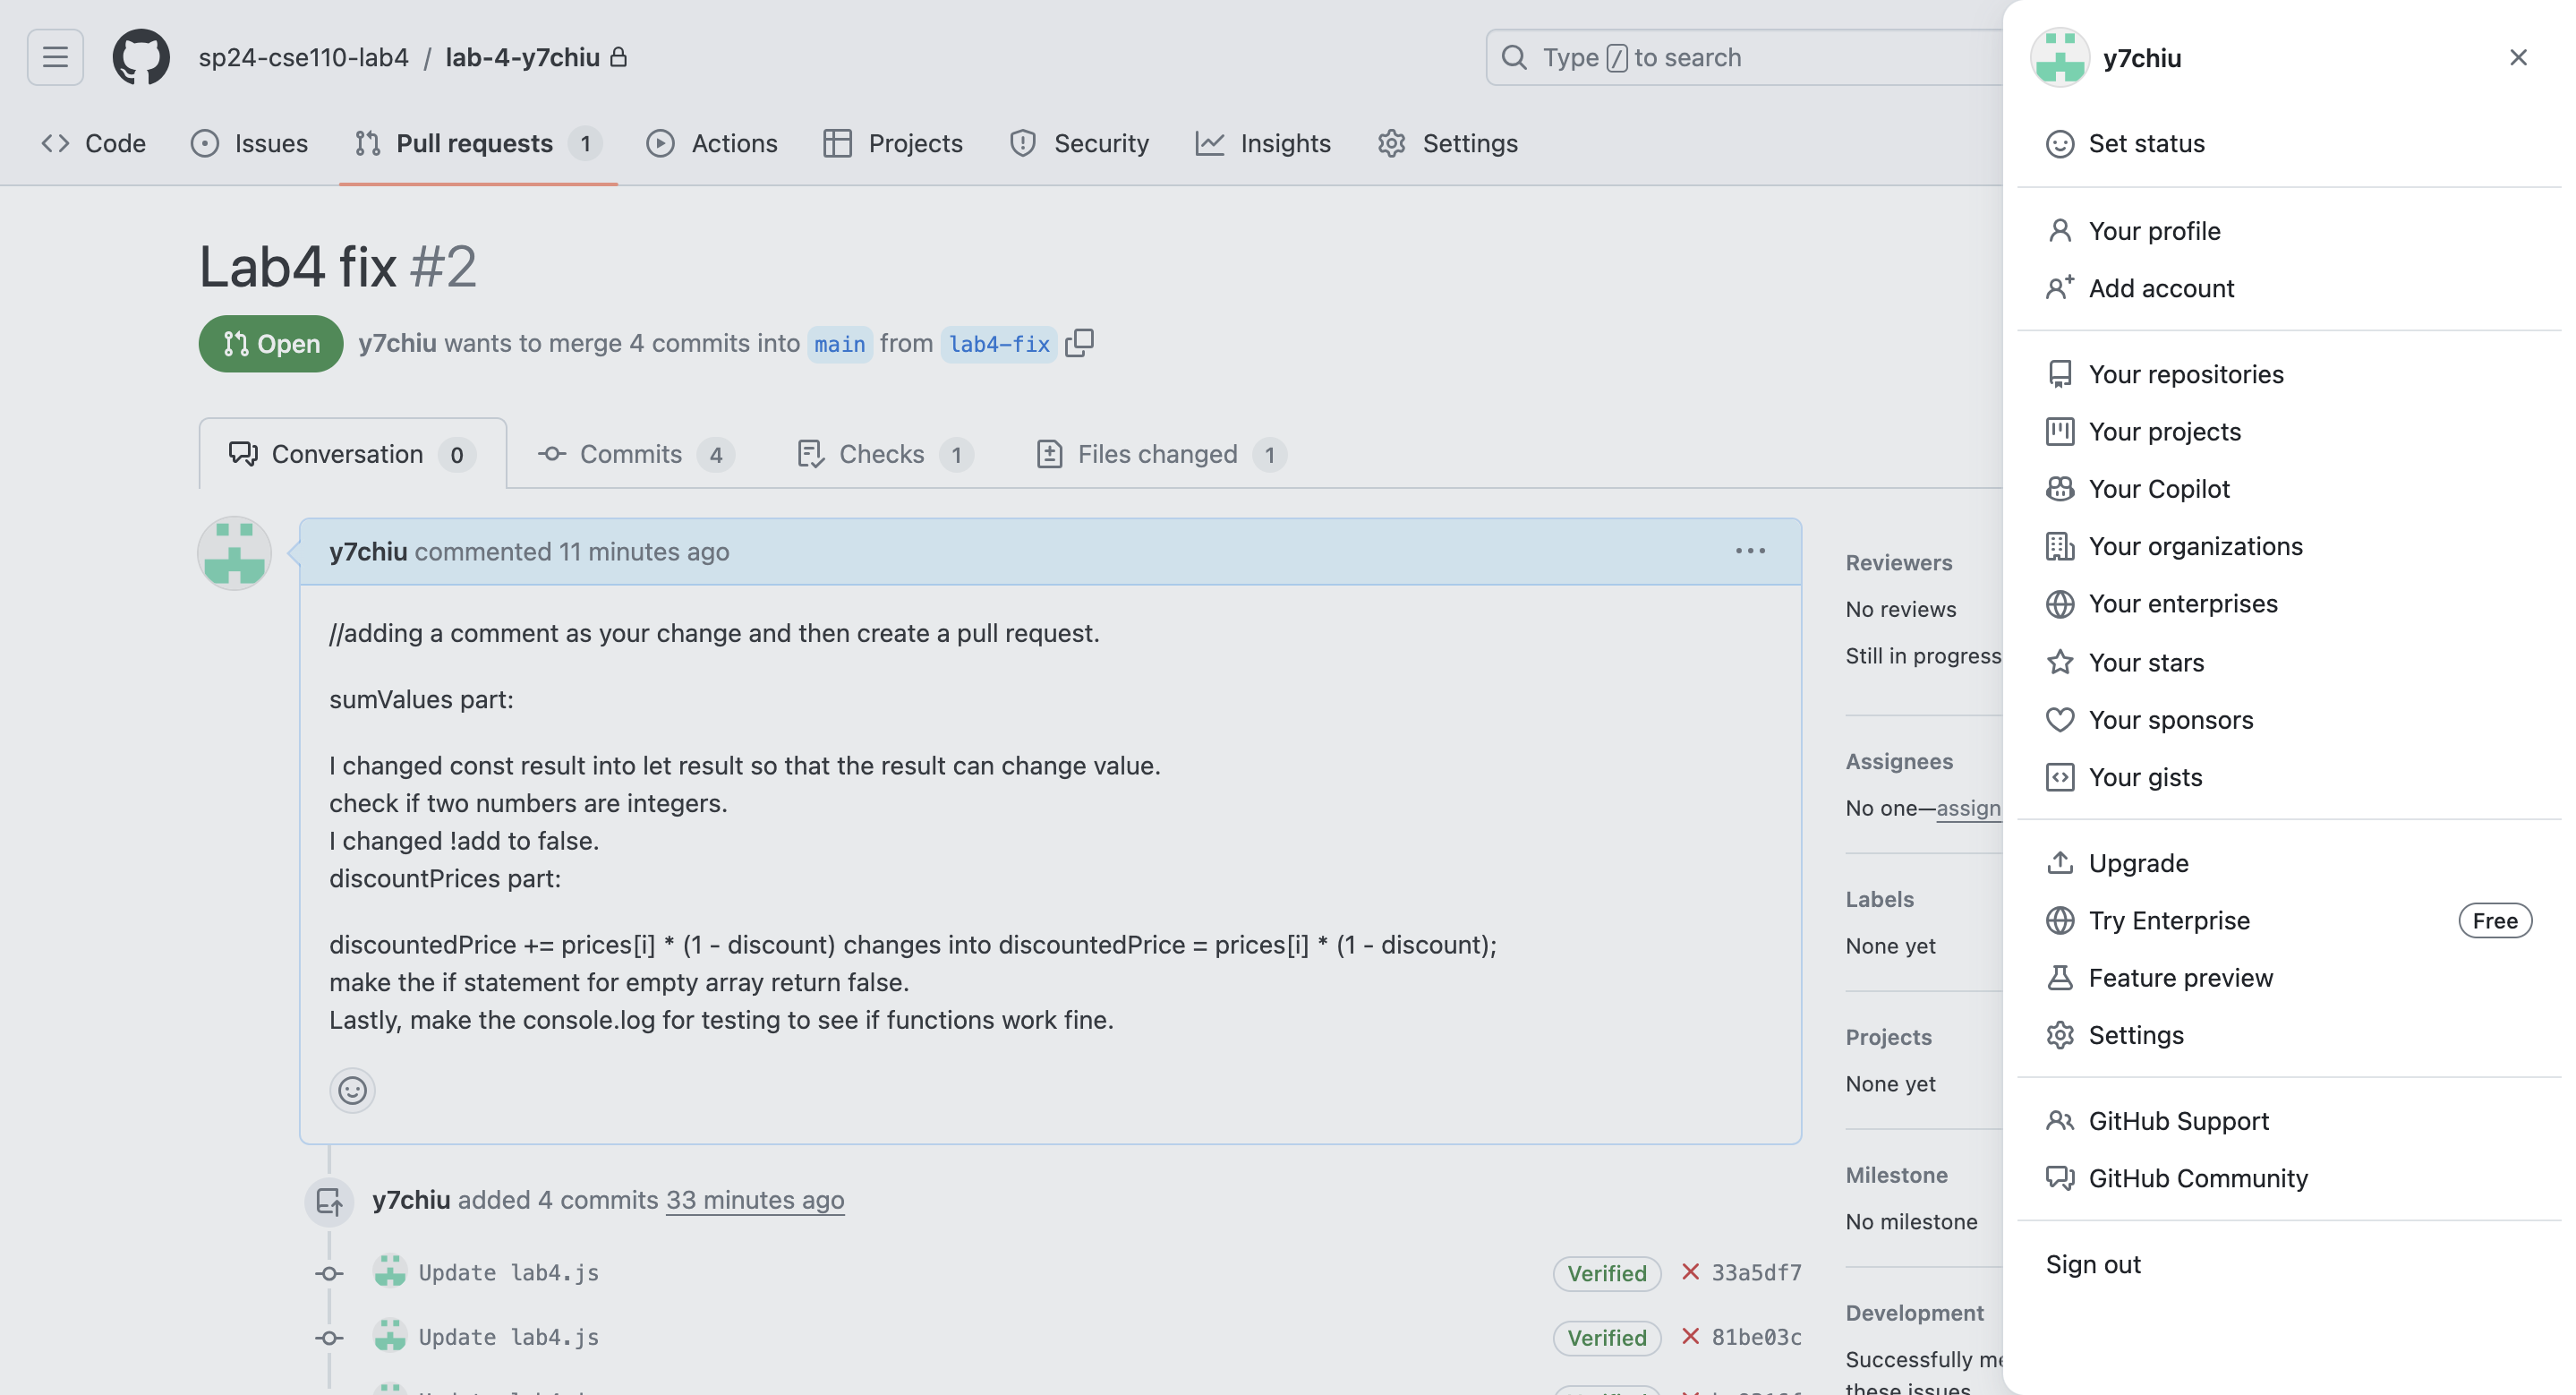 sp24-cse110-lab4 / lab-4-y7chiu
Type / to search
Code
Issues
Pull requests 1
Actions
Projects
Security
Insights
Settings
Lab4 fix #2
Open
y7chiu wants to merge 4 commits into main from lab4-fix
Conversation 0
Commits 4
Checks 1
Files changed 1
y7chiu commented 11 minutes ago
//adding a comment as your change and then create a pull request.
sumValues part:
I changed const result into let result so that the result can change value.
check if two numbers are integers.
I changed !add to false.
discountPrices part:
discountedPrice += prices[i] * (1 - discount) changes into discountedPrice = prices[i] * (1 - discount);
make the if statement for empty array return false.
Lastly, make the console.log for testing to see if functions work fine.
y7chiu added 4 commits 33 minutes ago
Update lab4.js
Verified
33a5df7
Update lab4.js
Verified
81be03c
Reviewers
No reviews
Still in progress
Assignees
No one—assign
Labels
None yet
Projects
None yet
Milestone
No milestone
Development
Successfully
these issues
y7chiu
Set status
Your profile
Add account
Your repositories
Your projects
Your Copilot
Your organizations
Your enterprises
Your stars
Your sponsors
Your gists
Upgrade
Try Enterprise
Free
Feature preview
Settings
GitHub Support
GitHub Community
Sign out